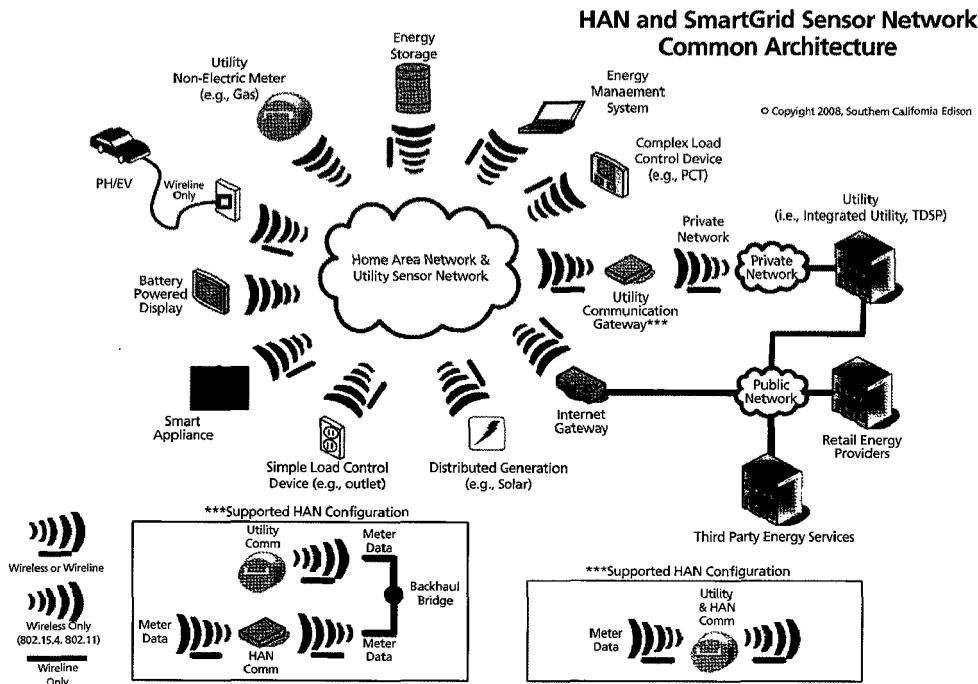 HAN and SmartGrid Sensor Network
Common Architecture
O Copyright 2008, Southern California Edison
Energy
Storage
Utility
Non-Electric Meter
(e.g., Gas)
Energy
Manaement
System
Complex Load
Control Device
(e.g., PCT)
PH/EV
Wireline
Only
Utility
(i.e., Integrated Utility, TDSP)
Private
Network
Private
Network
Home Area Network &
Utility Sensor Network
Battery
Powered
Display
Utility
Communication
Gateway***
Public
Network
Smart
Appliance
Internet
Gateway
Retail Energy
Providers
Simple Load Control
Device (e.g., outlet)
Distributed Generation
(e.g., Solar)
Third Party Energy Services
***Supported HAN Configuration
Utility
Comm
Meter
Data
Backhaul
Bridge
Meter
Data
HAN
Comm
Meter
Data
***Supported HAN Configuration
Utility
& HAN
Comm
Meter
Data
Wireless or Wireline
Wireless Only
(802.15.4. 802.11)
Wireline
Only